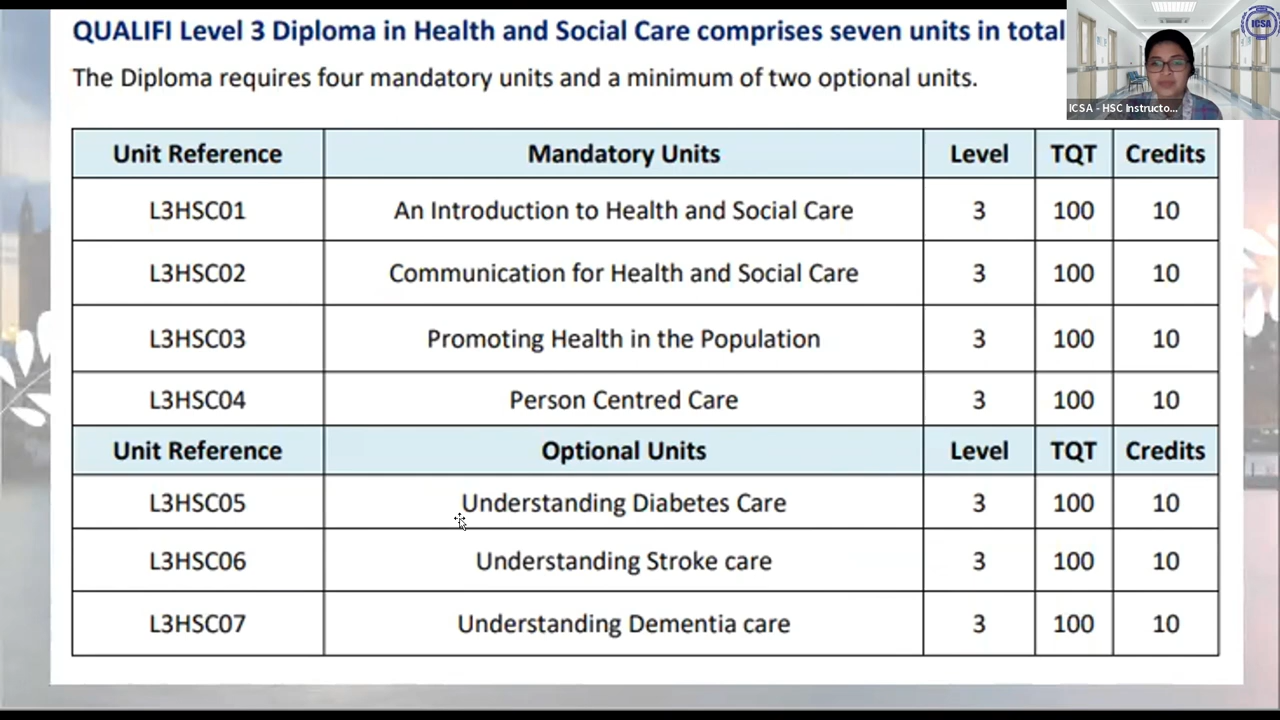 QUALIFI Level 3 Diploma in Health and Social Care comprises seven units in total
The Diploma requires four mandatory units and a minimum of two optional units.
ICSA
ICSA - HSC Instructo...
Unit Reference Mandatory Units Level TQT Credits
L3HSC01 An Introduction to Health and Social Care 3 100 10
L3HSC02 Communication for Health and Social Care 3 100 10
L3HSC03 Promoting Health in the Population 3 100 10
L3HSC04 Person Centred Care 3 100 10
Unit Reference Optional Units Level TQT Credits
L3HSC05 Understanding Diabetes Care 3 100 10
L3HSC06 Understanding Stroke care 3 100 10
L3HSC07 Understanding Dementia care 3 100 10